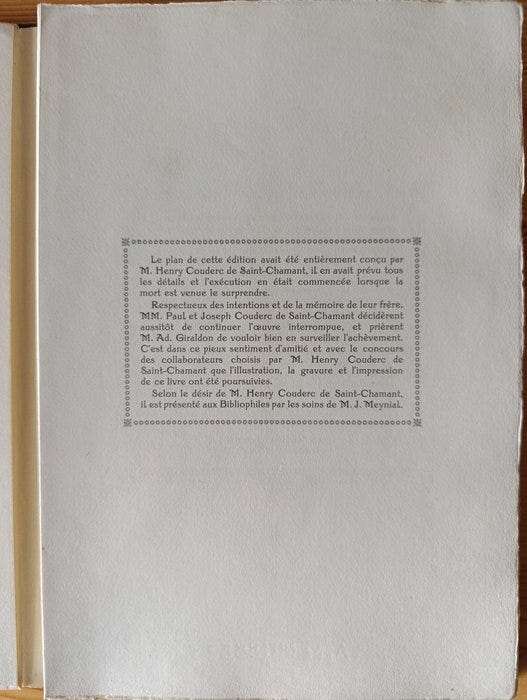 Le plan de cette édition avait été entièrement conçu par
M. Henry Couderc de Saint-Chamant, il en avait prévu tous
les détails et l'exécution en était commencée lorsque la
mort est venue le surprendre.
Respectueux des intentions et de la mémoire de leur frère,
MM. Paul et Joseph Couderc de Saint-Chamant décidèrent
aussitôt de continuer l'œuvre interrompue, et prièrent
M. Ad. Giraldon de vouloir bien en surveiller l'achèvement.
C'est dans ce pieux sentiment d'amitié et avec le concours
des collaborateurs choisis par M. Henry Couderc de
Saint-Chamant que l'illustration, la gravure et l'impression
de ce livre ont été poursuivies.
Selon le désir de M. Henry Couderc de Saint-Chamant,
il est présenté aux Bibliophiles par les soins de M. J. Meynial.